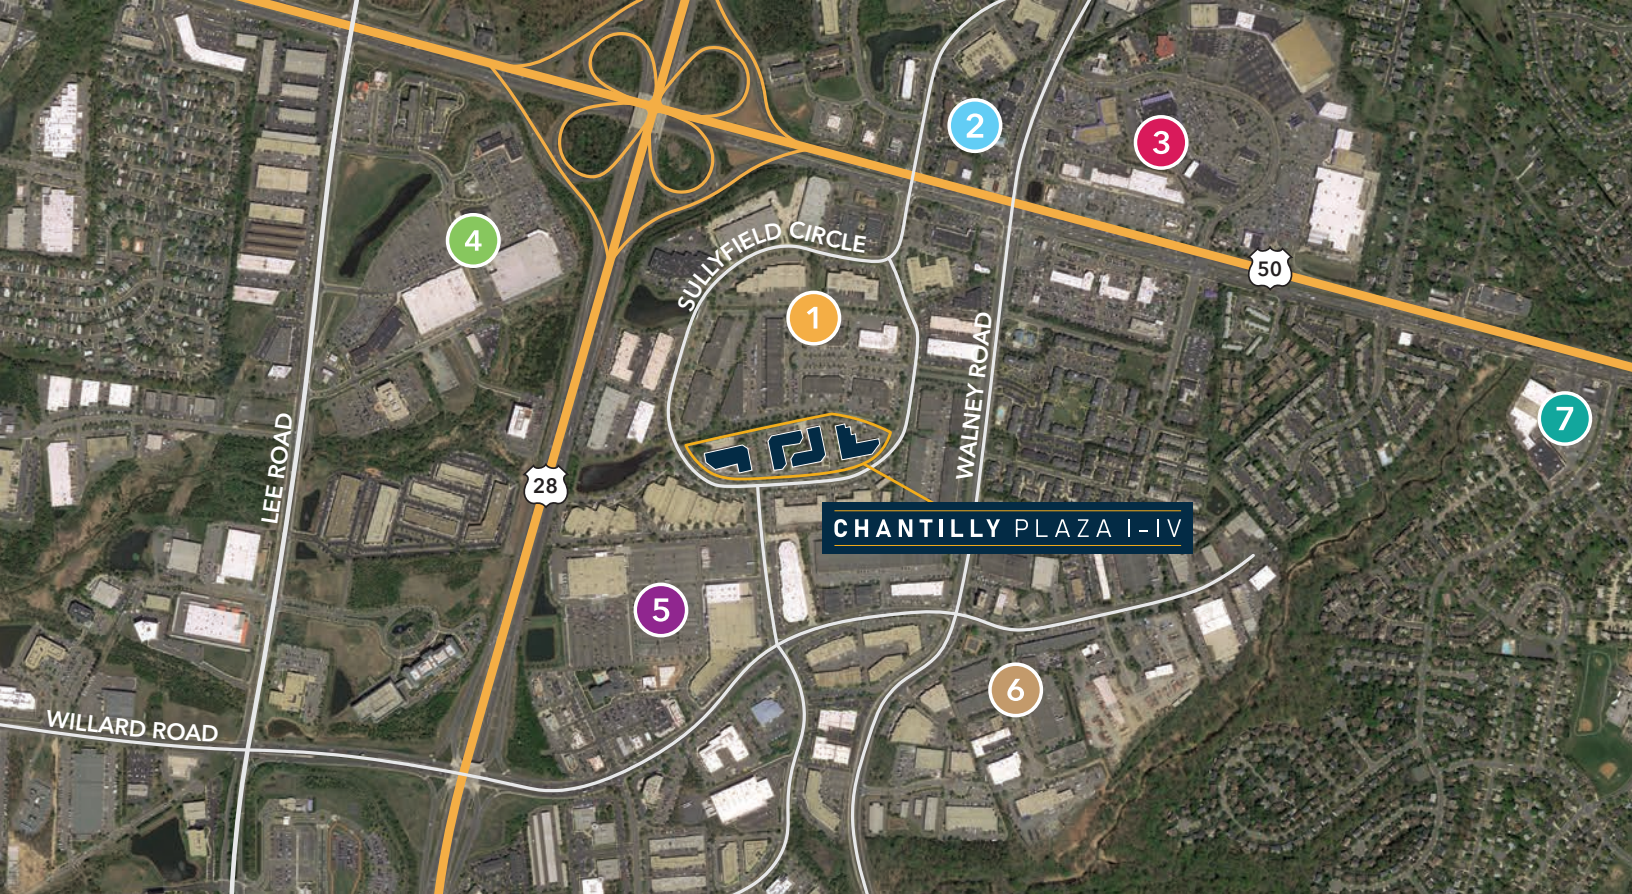 2
3
4
SULLYFIELD CIRCLE
50
1
WALNEY ROAD
7
LEE ROAD
28
CHANTILLY PLAZA I-IV
5
6
WILLARD ROAD